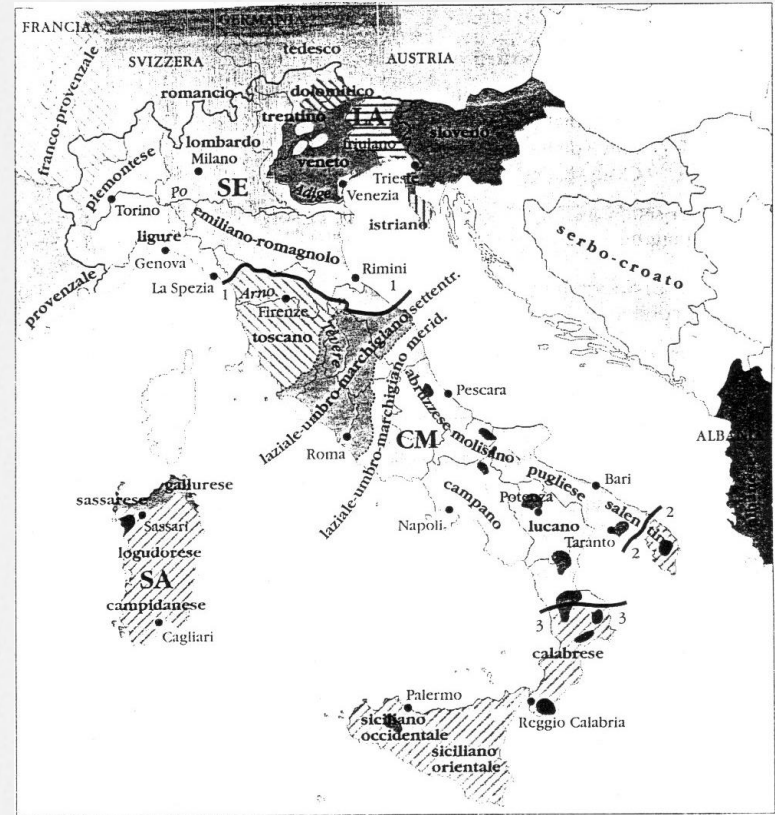 FRANCIA
GERMANIA
tedesco
SVIZZERA
AUSTRIA
romancio
dolomitico
franco-provenzale
trentino
LA
sloveno
lombardo
friulano
Milano
veneto
piemontese
Trieste
SE
Adige
Venezia
Po
Torino
istriano
emiliano-romagnolo
ligure
serbo-croato
Genova
Rimini
provenzale
La Spezia
1
1
Arno
Firenze
toscano
Tevere
laziale-umbro-marchigiano settentr.
laziale-umbro-marchigiano merid.
Pescara
abruzzese molisano
CM
ALBANIA
Roma
gallurese
sassarese
Sassari
pugliese
Bari
campano
Potenza
salentino
2
Napoli
lucano
Taranto
2
logudorese
SA
campidanese
3
3
Cagliari
calabrese
Palermo
siciliano
occidentale
Reggio Calabria
siciliano
orientale